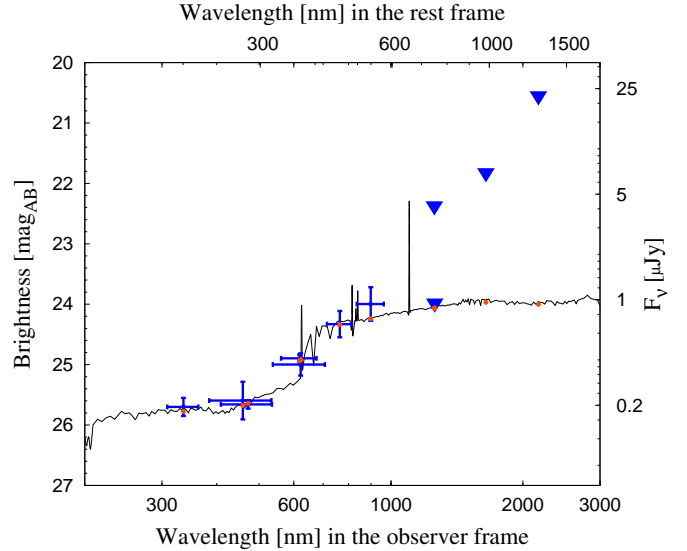 Wavelength [nm] in the rest frame
300 600 1000 1500
20 25
21
22 5
23
24 1
25
26 0.2
27
Brightness [mag_AB]
F_ν [μJy]
300 600 1000 2000 3000
Wavelength [nm] in the observer frame